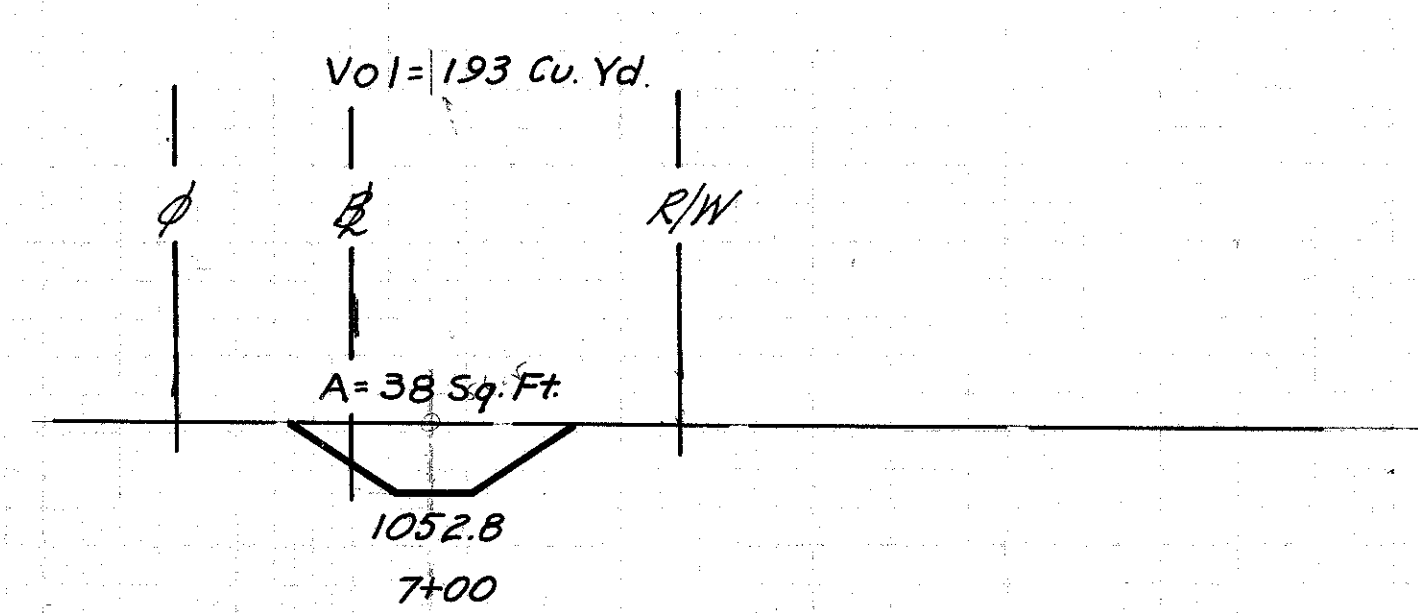 Vol = 193 Cu. Yd.
₵ ⅊ R/W
A = 38 Sq. Ft.
1052.8
7+00